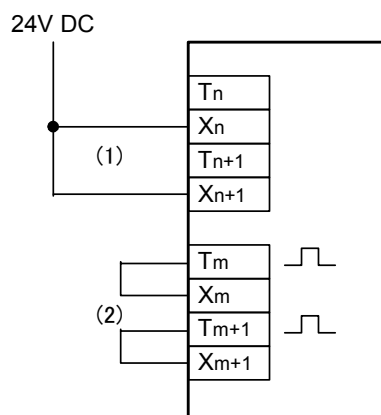 24V DC
Tn
Xn
(1)
Tn+1
Xn+1
Tm
Xm
(2)
Tm+1
Xm+1